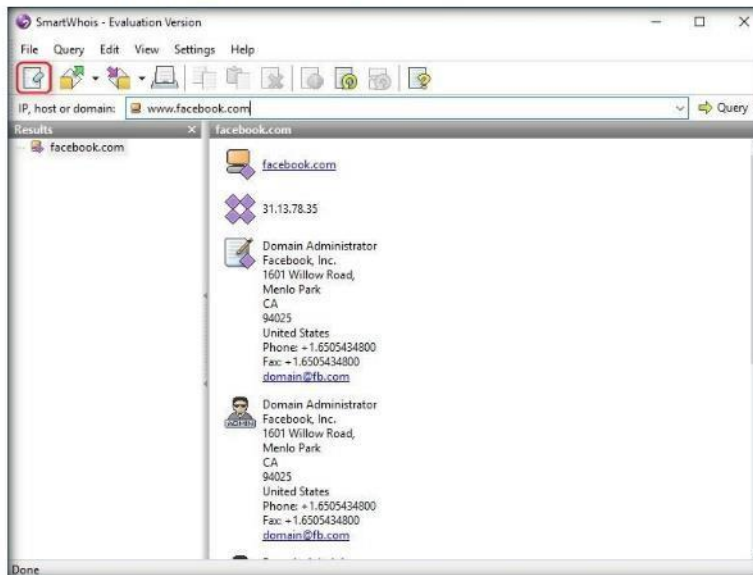 SmartWhois - Evaluation Version
File Query Edit View Settings Help
IP, host or domain: www.facebook.com Query
Results
facebook.com
facebook.com
facebook.com
31.13.78.35
Domain Administrator
Facebook, Inc.
1601 Willow Road,
Menlo Park
CA
94025
United States
Phone: +1.6505434800
Fax: +1.6505434800
domain@fb.com
ADMIN
Domain Administrator
Facebook, Inc.
1601 Willow Road,
Menlo Park
CA
94025
United States
Phone: +1.6505434800
Fax: +1.6505434800
domain@fb.com
Done